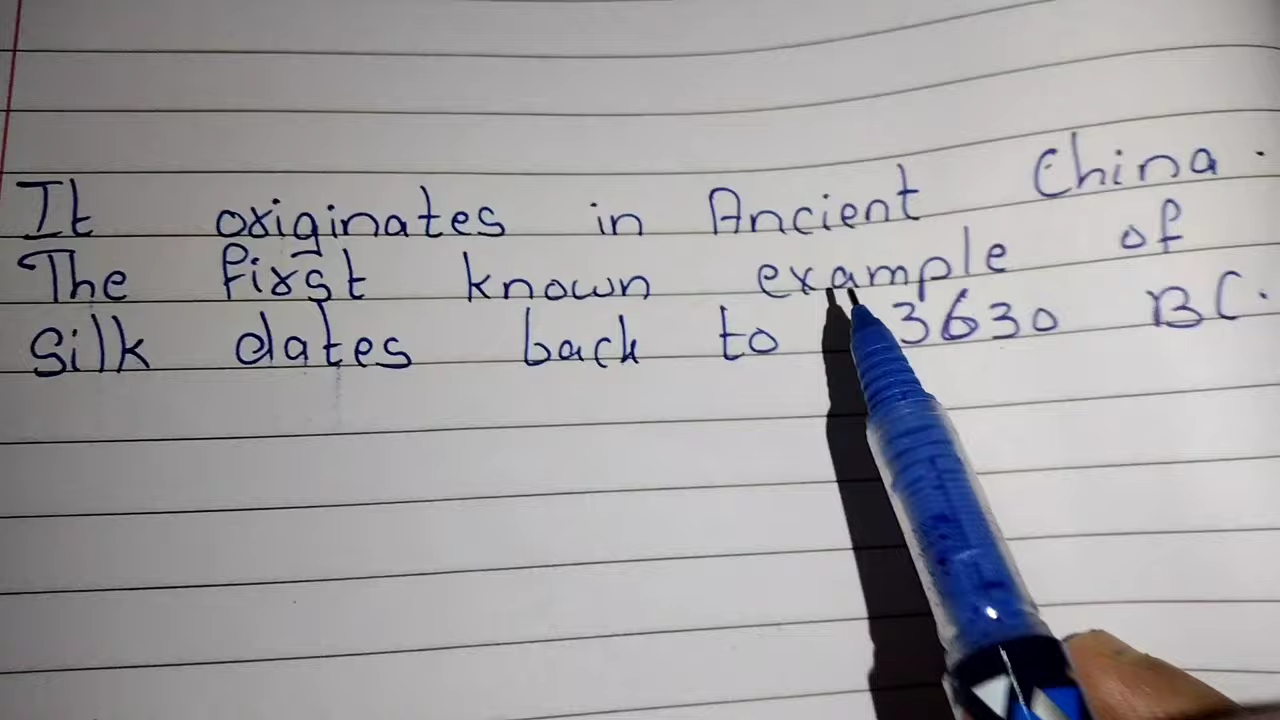 It originates in Ancient China.
The first known example of
Silk dates back to 3630 BC.